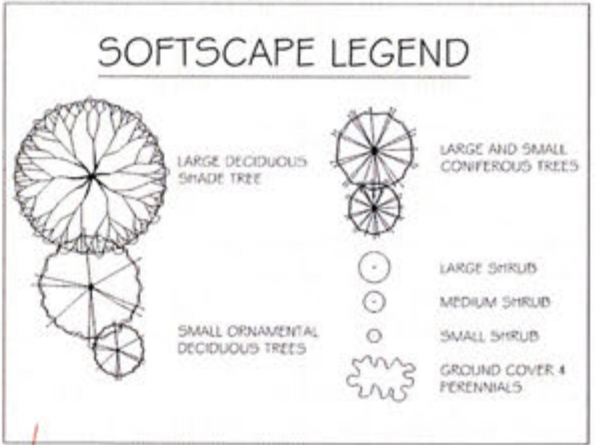 SOFTSCAPE LEGEND
LARGE DECIDUOUS
SHADE TREE
SMALL ORNAMENTAL
DECIDUOUS TREES
LARGE AND SMALL
CONIFEROUS TREES
LARGE SHRUB
MEDIUM SHRUB
SMALL SHRUB
GROUND COVER &
PERENNIALS